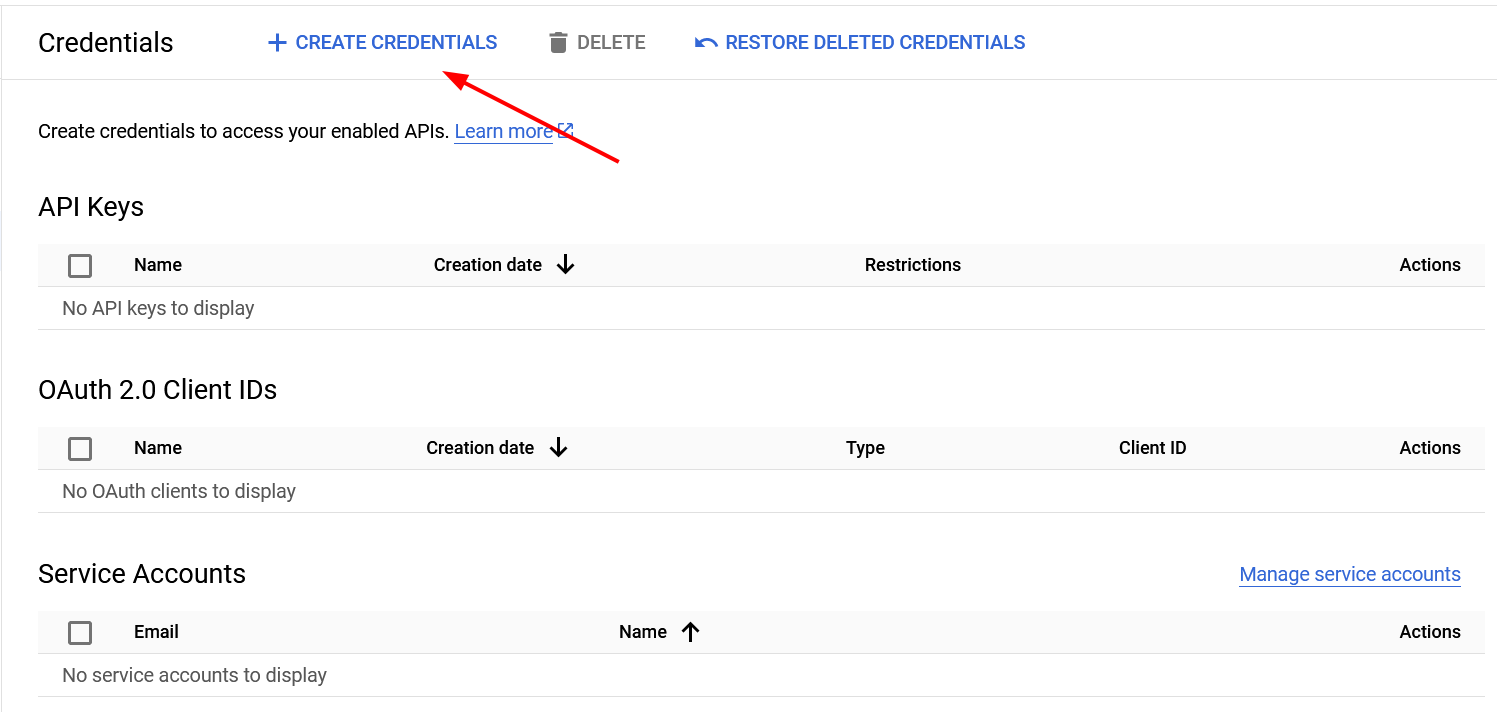 Credentials + CREATE CREDENTIALS DELETE RESTORE DELETED CREDENTIALS
Create credentials to access your enabled APIs. Learn more
API Keys
Name Creation date Restrictions Actions
No API keys to display
OAuth 2.0 Client IDs
Name Creation date Type Client ID Actions
No OAuth clients to display
Service Accounts Manage service accounts
Email Name Actions
No service accounts to display